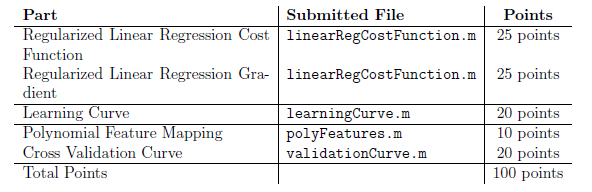 Part Submitted File Points
Regularized Linear Regression Cost linearRegCostFunction.m 25 points
Function
Regularized Linear Regression Gra- linearRegCostFunction.m 25 points
dient
Learning Curve learningCurve.m 20 points
Polynomial Feature Mapping polyFeatures.m 10 points
Cross Validation Curve validationCurve.m 20 points
Total Points 100 points